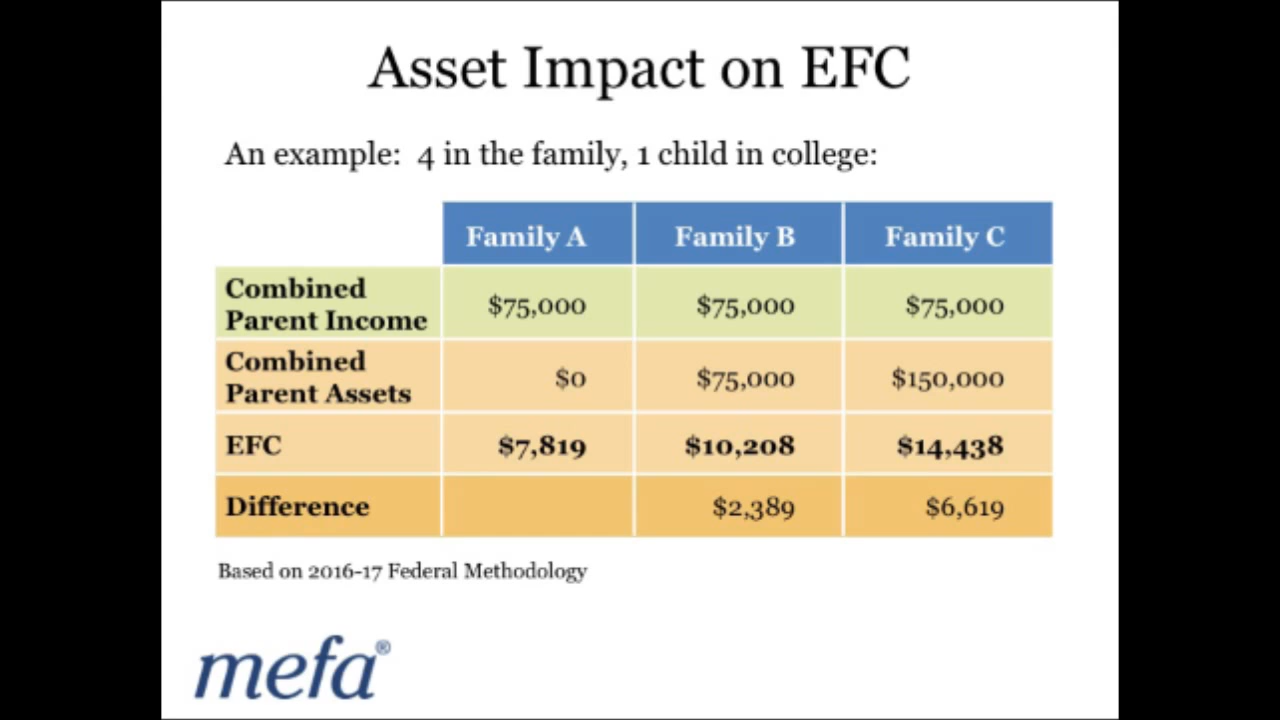 Asset Impact on EFC
An example: 4 in the family, 1 child in college:
Family A Family B Family C
Combined
Parent Income $75,000 $75,000 $75,000
Combined
Parent Assets $0 $75,000 $150,000
EFC $7,819 $10,208 $14,438
Difference $2,389 $6,619
Based on 2016-17 Federal Methodology
mefa®